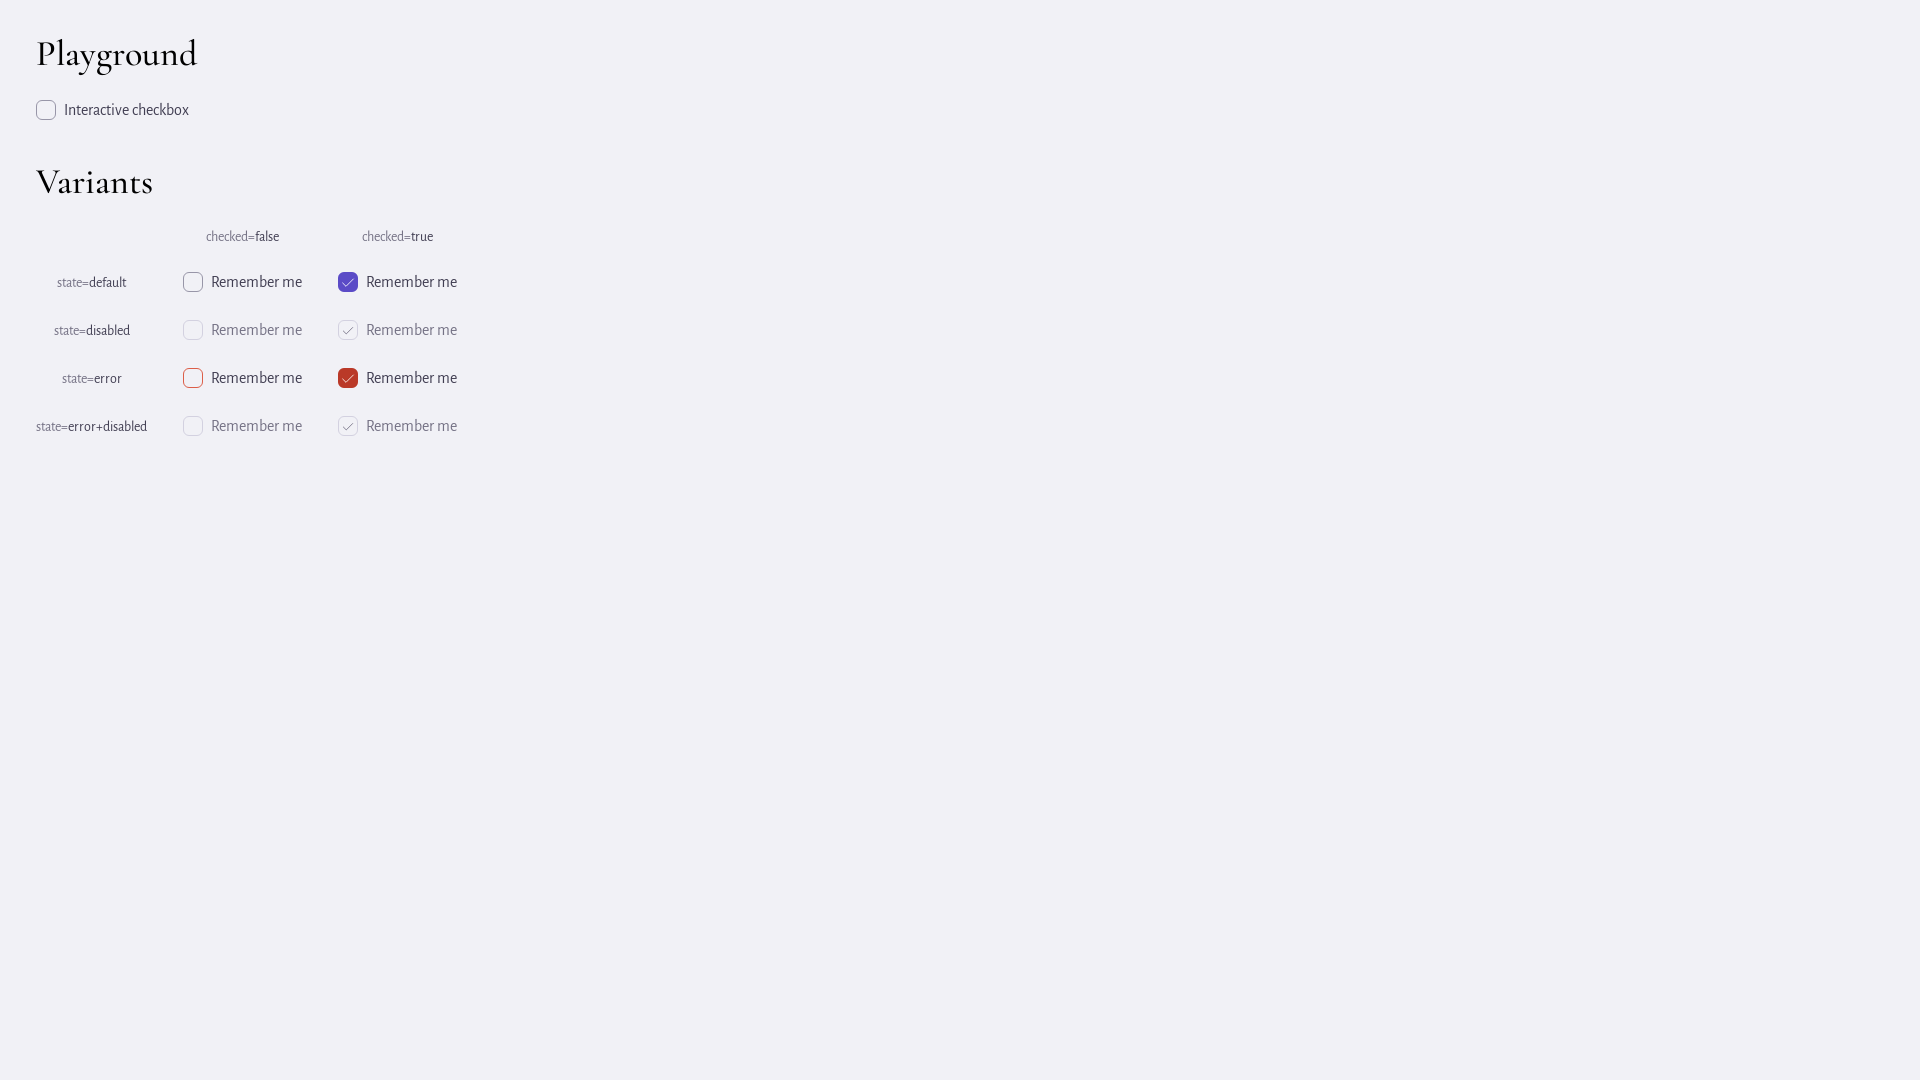 Playground
Interactive checkbox
Variants
checked=false checked=true
state=default Remember me Remember me
state=disabled Remember me Remember me
state=error Remember me Remember me
state=error+disabled Remember me Remember me